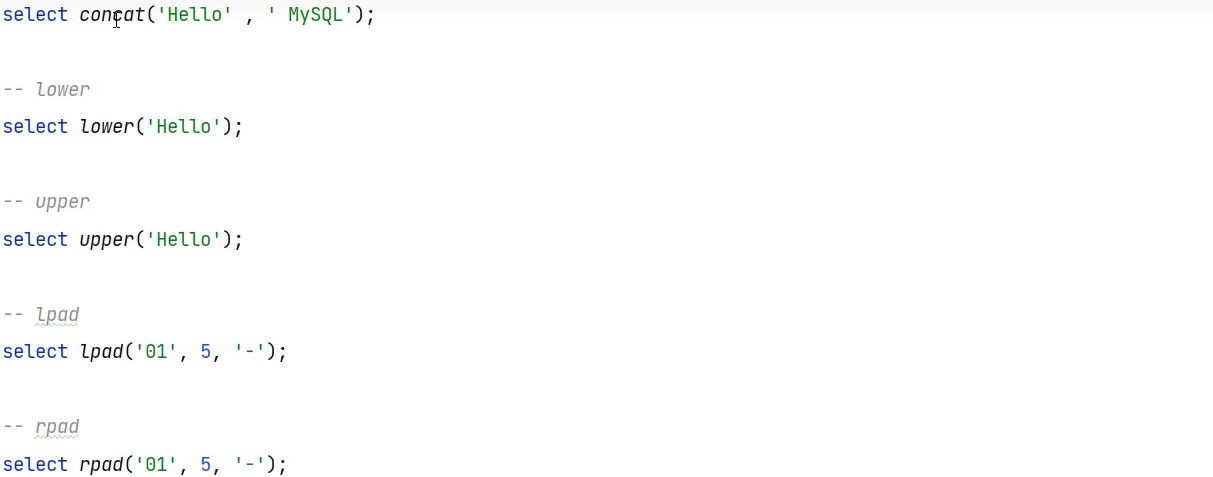 select concat('Hello' , ' MySQL');
-- lower
select lower('Hello');
-- upper
select upper('Hello');
-- lpad
select lpad('01', 5, '-');
-- rpad
select rpad('01', 5, '-');